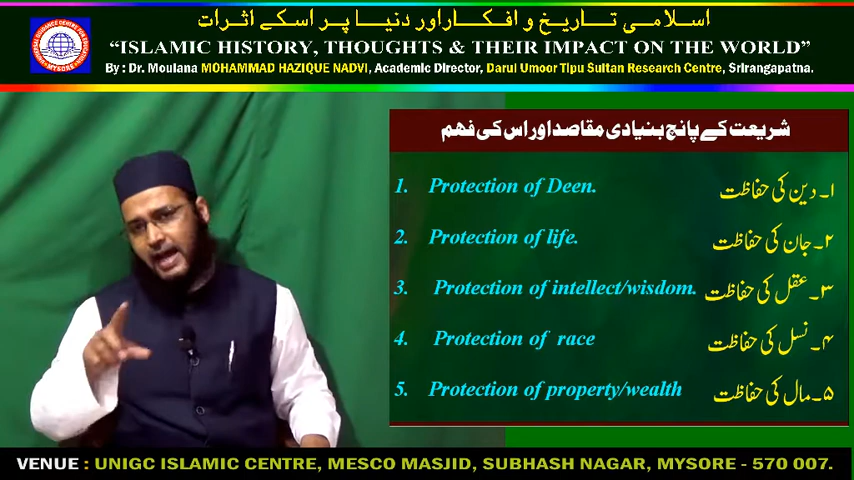 اسلامی تاریخ و افکار اور دنیا پر اسکے اثرات
“ISLAMIC HISTORY, THOUGHTS & THEIR IMPACT ON THE WORLD”
By : Dr. Moulana MOHAMMAD HAZIQUE NADVI, Academic Director, Darul Umoor Tipu Sultan Research Centre, Srirangapatna.
MYSORE
شریعت کے پانچ بنیادی مقاصد اور اس کی فہم
1. Protection of Deen. ۱۔ دین کی حفاظت
2. Protection of life. ۲۔ جان کی حفاظت
3. Protection of intellect/wisdom. ۳۔ عقل کی حفاظت
4. Protection of race ۴۔ نسل کی حفاظت
5. Protection of property/wealth ۵۔ مال کی حفاظت
VENUE : UNIGC ISLAMIC CENTRE, MESCO MASJID, SUBHASH NAGAR, MYSORE - 570 007.